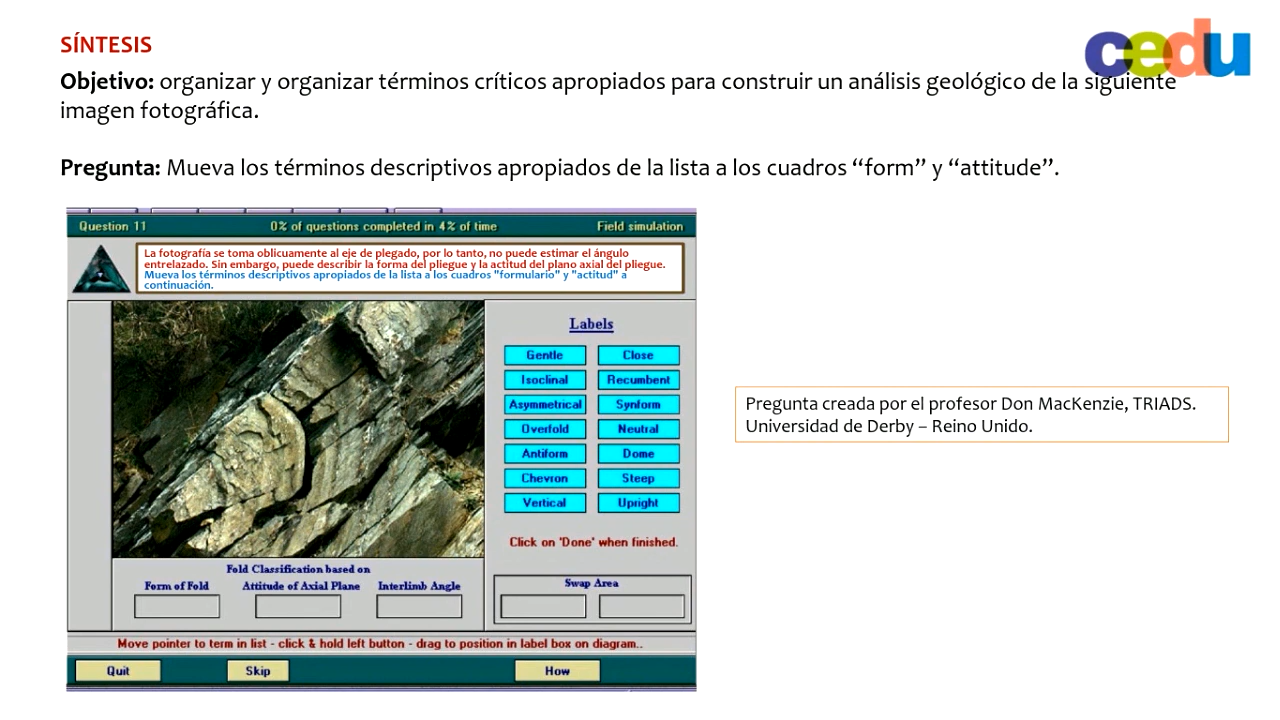 SÍNTESIS
cedu
Objetivo: organizar y organizar términos críticos apropiados para construir un análisis geológico de la siguiente
imagen fotográfica.
Pregunta: Mueva los términos descriptivos apropiados de la lista a los cuadros “form” y “attitude”.
Question 11 0% of questions completed in 4% of time Field simulation
La fotografía se toma oblicuamente al eje de plegado, por lo tanto, no puede estimar el ángulo
entrelazado. Sin embargo, puede describir la forma del pliegue y la actitud del plano axial del pliegue.
Mueva los términos descriptivos apropiados de la lista a los cuadros "formulario" y "actitud" a
continuación.
Labels
Gentle Close
Isoclinal Recumbent
Asymmetrical Synform
Overfold Neutral
Antiform Dome
Chevron Steep
Vertical Upright
Click on 'Done' when finished.
Fold Classification based on
Form of Fold Attitude of Axial Plane Interlimb Angle
Swap Area
Move pointer to term in list - click & hold left button - drag to position in label box on diagram..
Quit Skip How
Pregunta creada por el profesor Don MacKenzie, TRIADS.
Universidad de Derby – Reino Unido.